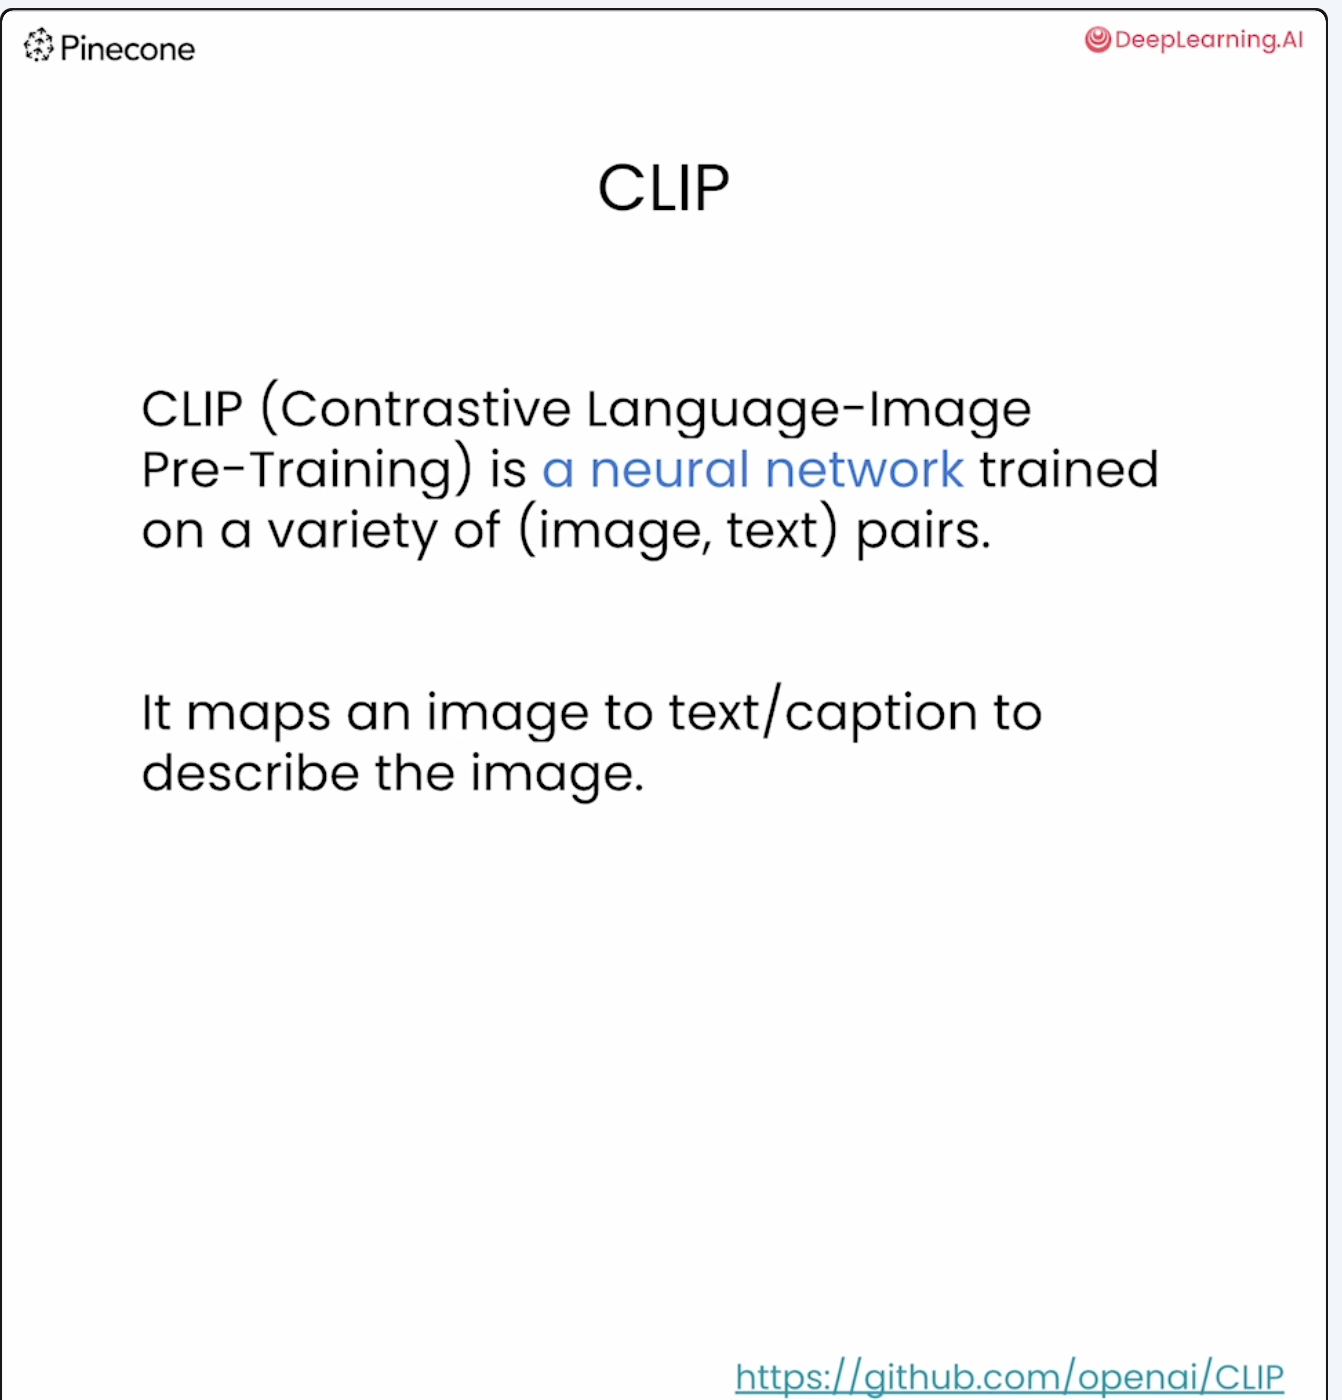 Pinecone
DeepLearning.AI
CLIP
CLIP (Contrastive Language-Image
Pre-Training) is a neural network trained
on a variety of (image, text) pairs.
It maps an image to text/caption to
describe the image.
https://github.com/openai/CLIP